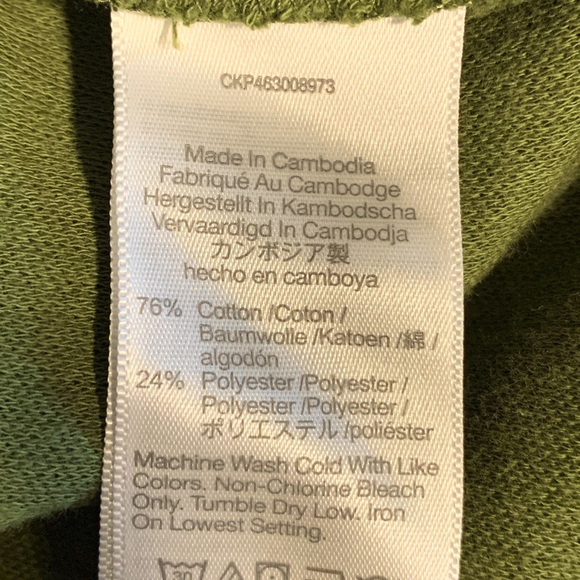 CKP463008973
Made In Cambodia
Fabriqué Au Cambodge
Hergestellt In Kambodscha
Vervaardigd In Cambodja
カンボジア製
hecho en camboya
76% Cotton /Coton /
Baumwolle /Katoen /綿 /
algodón
24% Polyester /Polyester /
Polyester /Polyester /
ポリエステル /poliéster
Machine Wash Cold With Like
Colors. Non-Chlorine Bleach
Only. Tumble Dry Low. Iron
On Lowest Setting.
30